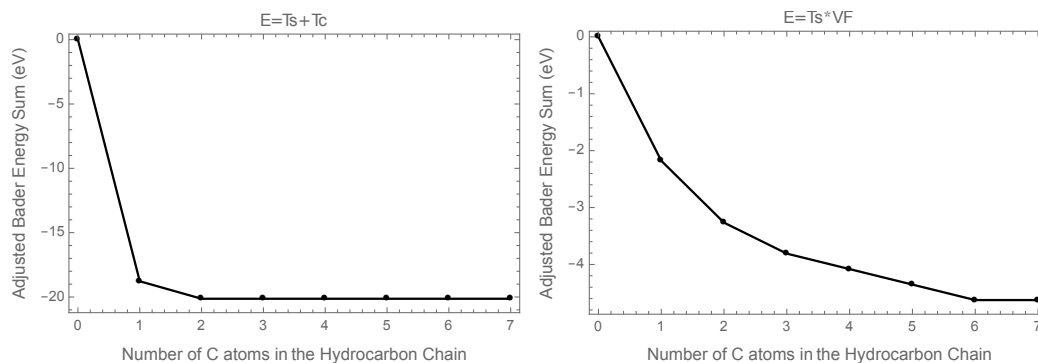 E=Ts+Tc
Adjusted Bader Energy Sum (eV)
0
−5
−10
−15
−20
0 1 2 3 4 5 6 7
Number of C atoms in the Hydrocarbon Chain
E=Ts*VF
Adjusted Bader Energy Sum (eV)
0
−1
−2
−3
−4
0 1 2 3 4 5 6 7
Number of C atoms in the Hydrocarbon Chain